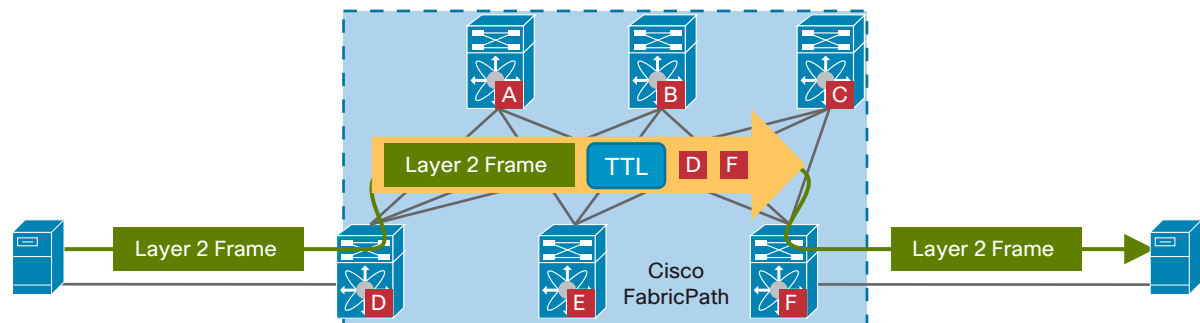 A
B
C
Layer 2 Frame
TTL
D
F
Layer 2 Frame
Layer 2 Frame
Cisco
FabricPath
D
E
F